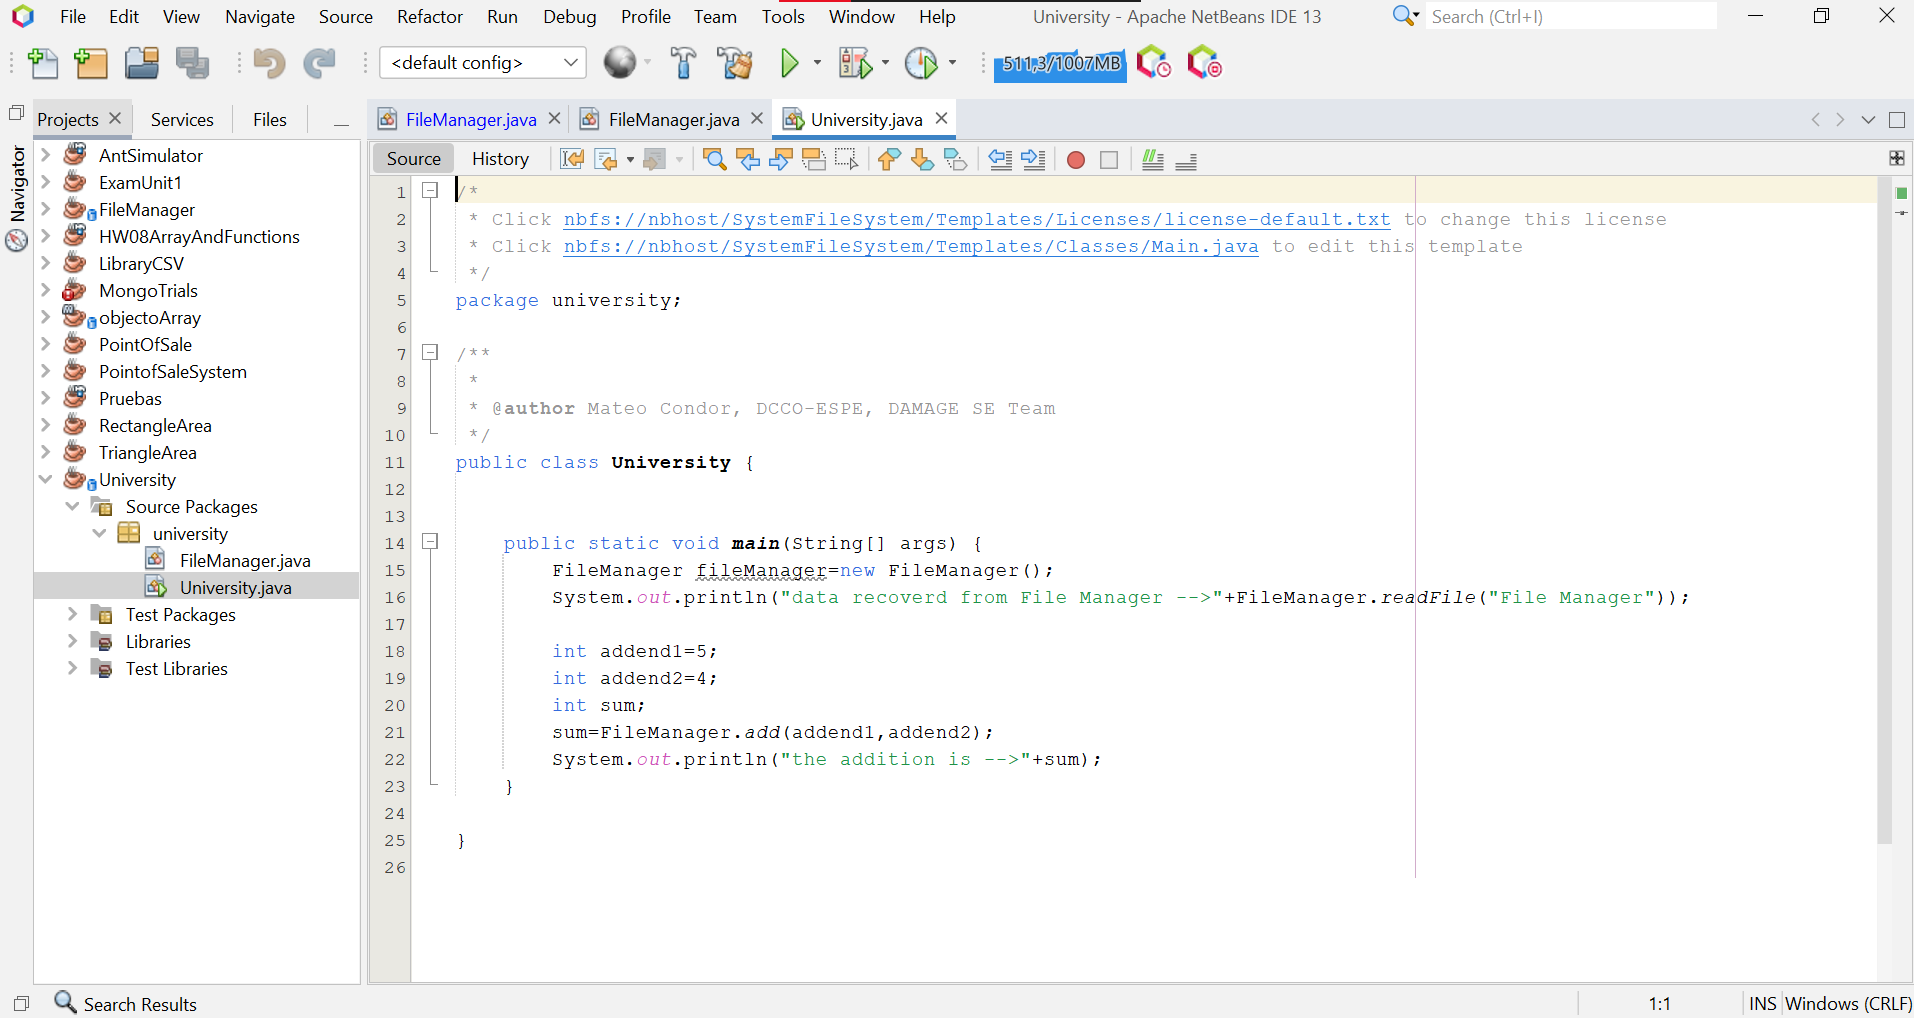 File Edit View Navigate Source Refactor Run Debug Profile Team Tools Window Help University - Apache NetBeans IDE 13 Search (Ctrl+I)
<default config> 511,3/1007MB
Projects Services Files
FileManager.java FileManager.java University.java
Navigator
Source History
AntSimulator
ExamUnit1
FileManager
HW08ArrayAndFunctions
LibraryCSV
MongoTrials
objectoArray
PointOfSale
PointofSaleSystem
Pruebas
RectangleArea
TriangleArea
University
Source Packages
university
FileManager.java
University.java
Test Packages
Libraries
Test Libraries
1 /*
2 * Click nbfs://nbhost/SystemFileSystem/Templates/Licenses/license-default.txt to change this license
3 * Click nbfs://nbhost/SystemFileSystem/Templates/Classes/Main.java to edit this template
4 */
5 package university;
6
7 /**
8 *
9 * @author Mateo Condor, DCCO-ESPE, DAMAGE SE Team
10 */
11 public class University {
12
13
14 public static void main(String[] args) {
15 FileManager fileManager=new FileManager();
16 System.out.println("data recoverd from File Manager -->"+FileManager.readFile("File Manager"));
17
18 int addend1=5;
19 int addend2=4;
20 int sum;
21 sum=FileManager.add(addend1,addend2);
22 System.out.println("the addition is -->"+sum);
23 }
24
25 }
26
Search Results 1:1 INS Windows (CRLF)